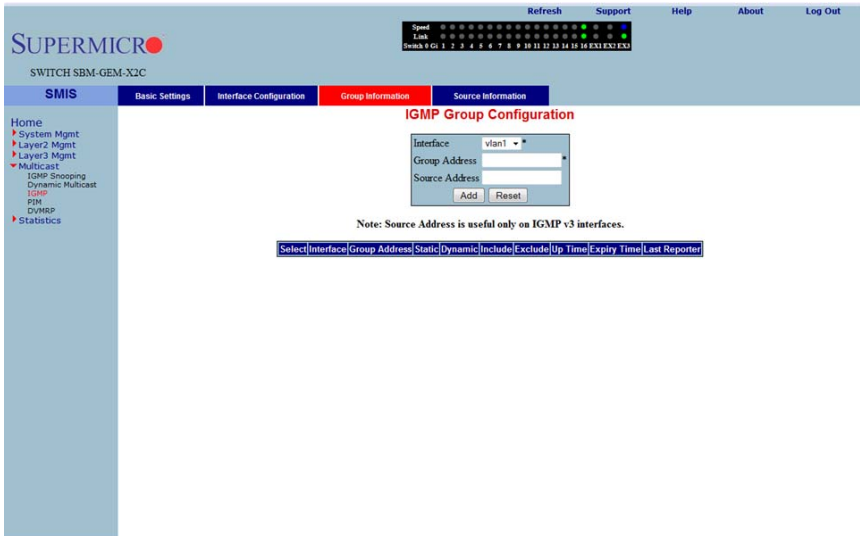 Refresh Support Help About Log Out
SUPERMICRO
Speed
Link
Switch 0 Gi 1 2 3 4 5 6 7 8 9 10 11 12 13 14 15 16 EX1 EX2 EX3
SWITCH SBM-GEM-X2C
SMIS
Basic Settings Interface Configuration Group Information Source Information
Home
System Mgmt
Layer2 Mgmt
Layer3 Mgmt
Multicast
IGMP Snooping
Dynamic Multicast
IGMP
PIM
DVMRP
Statistics
IGMP Group Configuration
Interface vlan1 *
Group Address *
Source Address
Add Reset
Note: Source Address is useful only on IGMP v3 interfaces.
Select Interface Group Address Static Dynamic Include Exclude Up Time Expiry Time Last Reporter